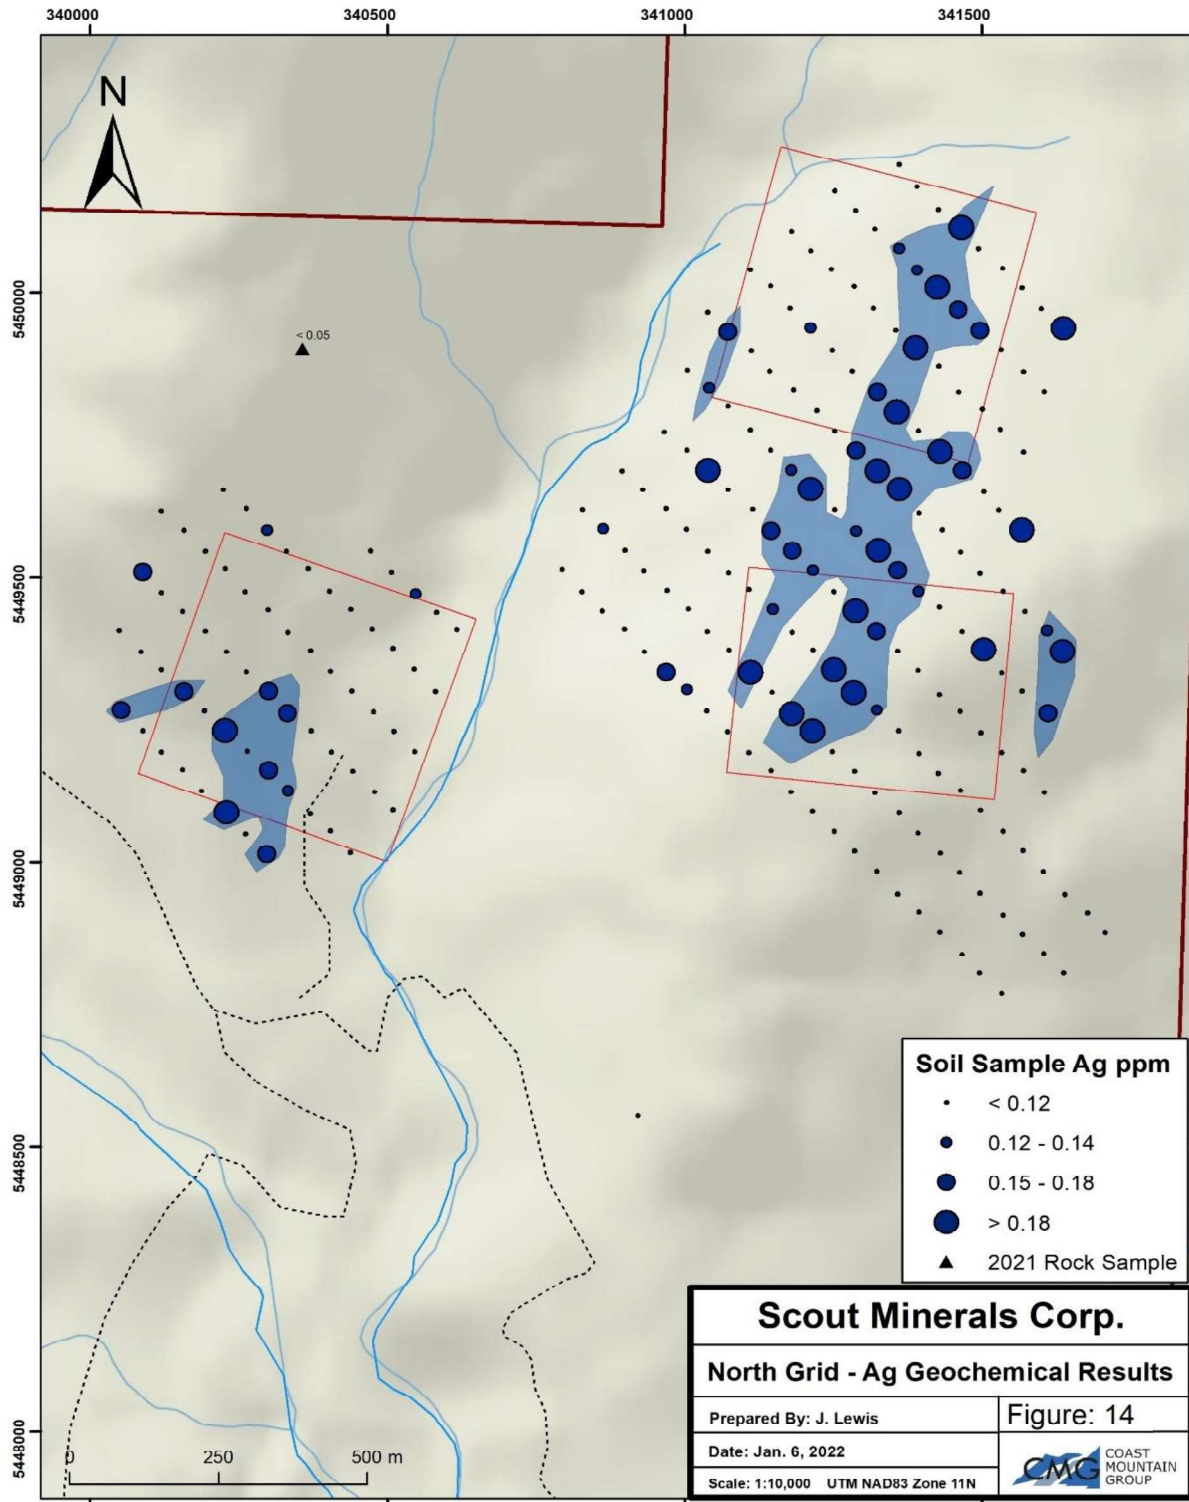 340000 340500 341000 341500
N
5450000
< 0.05
5449500
5449000
5448500
5448000
Soil Sample Ag ppm
< 0.12
0.12 - 0.14
0.15 - 0.18
> 0.18
2021 Rock Sample
Scout Minerals Corp.
North Grid - Ag Geochemical Results
Prepared By: J. Lewis
Figure: 14
Date: Jan. 6, 2022
Scale: 1:10,000 UTM NAD83 Zone 11N
CMG
COAST
MOUNTAIN
GROUP
0 250 500 m